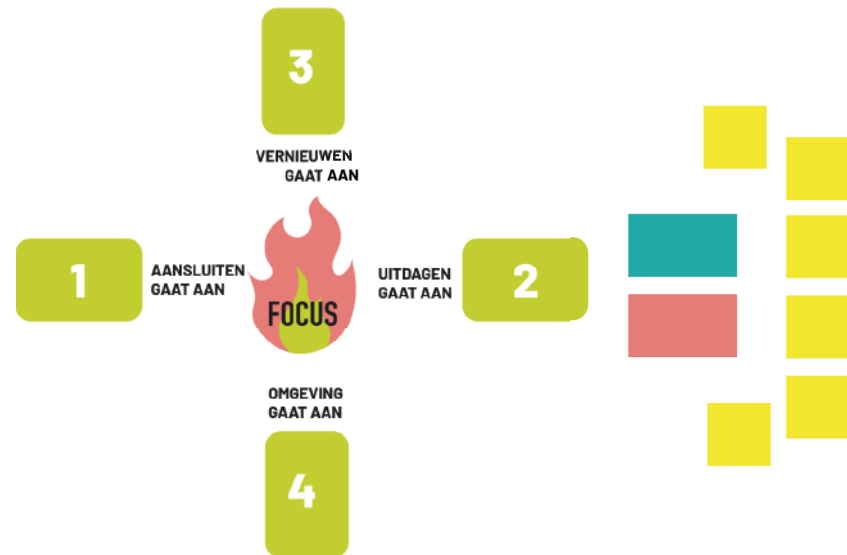 3
VERNIEUWEN
GAAT AAN
1
AANSLUITEN
GAAT AAN
FOCUS
UITDAGEN
GAAT AAN
2
OMGEVING
GAAT AAN
4